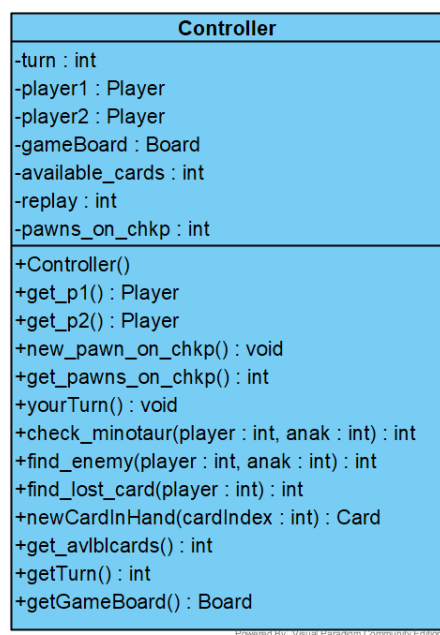 Controller
-turn : int
-player1 : Player
-player2 : Player
-gameBoard : Board
-available_cards : int
-replay : int
-pawns_on_chkp : int
+Controller()
+get_p1() : Player
+get_p2() : Player
+new_pawn_on_chkp() : void
+get_pawns_on_chkp() : int
+yourTurn() : void
+check_minotaur(player : int, anak : int) : int
+find_enemy(player : int, anak : int) : int
+find_lost_card(player : int) : int
+newCardInHand(cardIndex : int) : Card
+get_avlblcards() : int
+getTurn() : int
+getGameBoard() : Board
Powered By Visual Paradigm Community Edition